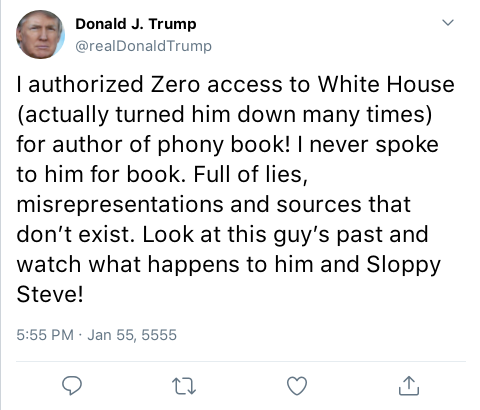 Donald J. Trump
@realDonaldTrump
I authorized Zero access to White House
(actually turned him down many times)
for author of phony book! I never spoke
to him for book. Full of lies,
misrepresentations and sources that
don’t exist. Look at this guy’s past and
watch what happens to him and Sloppy
Steve!
5:55 PM · Jan 55, 5555